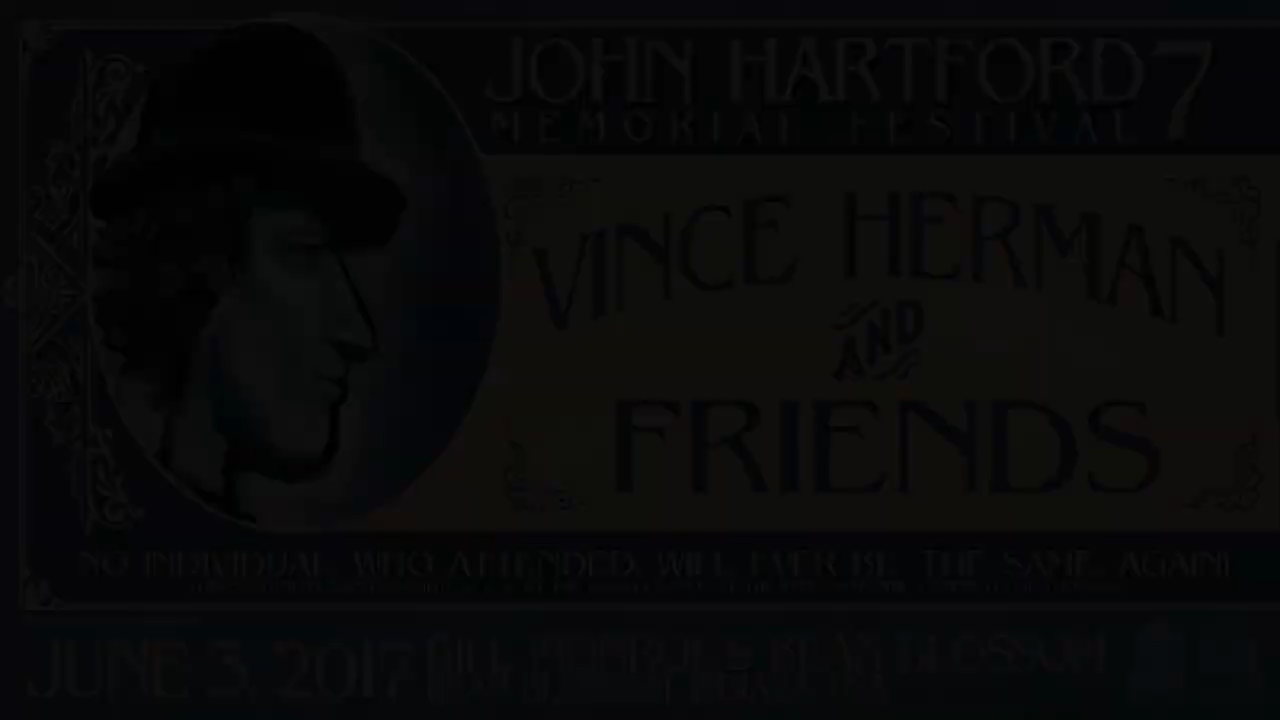 JOHN HARTFORD 7
MEMORIAL FESTIVAL
VINCE HERMAN
AND
FRIENDS
NO INDIVIDUAL WHO ATTENDED, WILL EVER BE THE SAME AGAIN!
JUNE 3, 2017